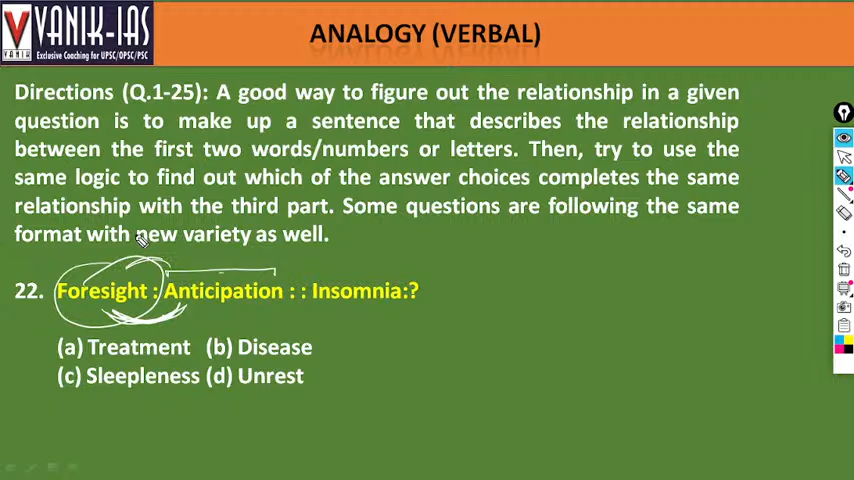 VANIK-IAS
Exclusive Coaching for UPSC/OPSC/PSC
VANIK
ANALOGY (VERBAL)
Directions (Q.1-25): A good way to figure out the relationship in a given
question is to make up a sentence that describes the relationship
between the first two words/numbers or letters. Then, try to use the
same logic to find out which of the answer choices completes the same
relationship with the third part. Some questions are following the same
format with new variety as well.
22. Foresight : Anticipation : : Insomnia:?
(a) Treatment (b) Disease
(c) Sleepleness (d) Unrest